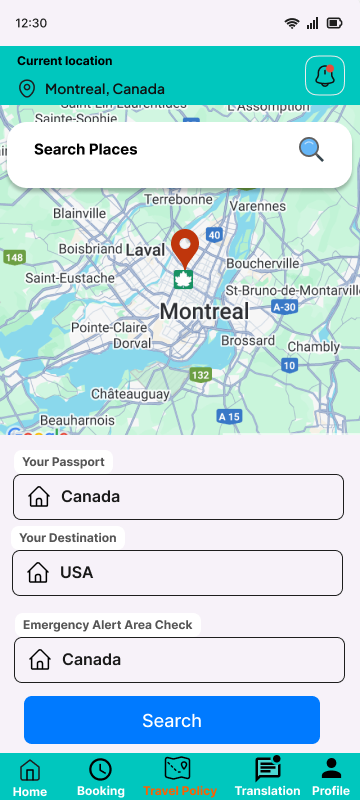 12:30
Current location
Montreal, Canada
L'Assomption
Sainte-Sophie
Search Places
Terrebonne
Varennes
Blainville
40
Boisbriand
Laval
148
Boucherville
Saint-Eustache
St-Bruno-de-Montarville
A-30
Montreal
Pointe-Claire
Dorval
Brossard
Chambly
10
132
Châteauguay
A 15
Beauharnois
Your Passport
Canada
Your Destination
USA
Emergency Alert Area Check
Canada
Search
Home
Booking
Travel Policy
Translation
Profile